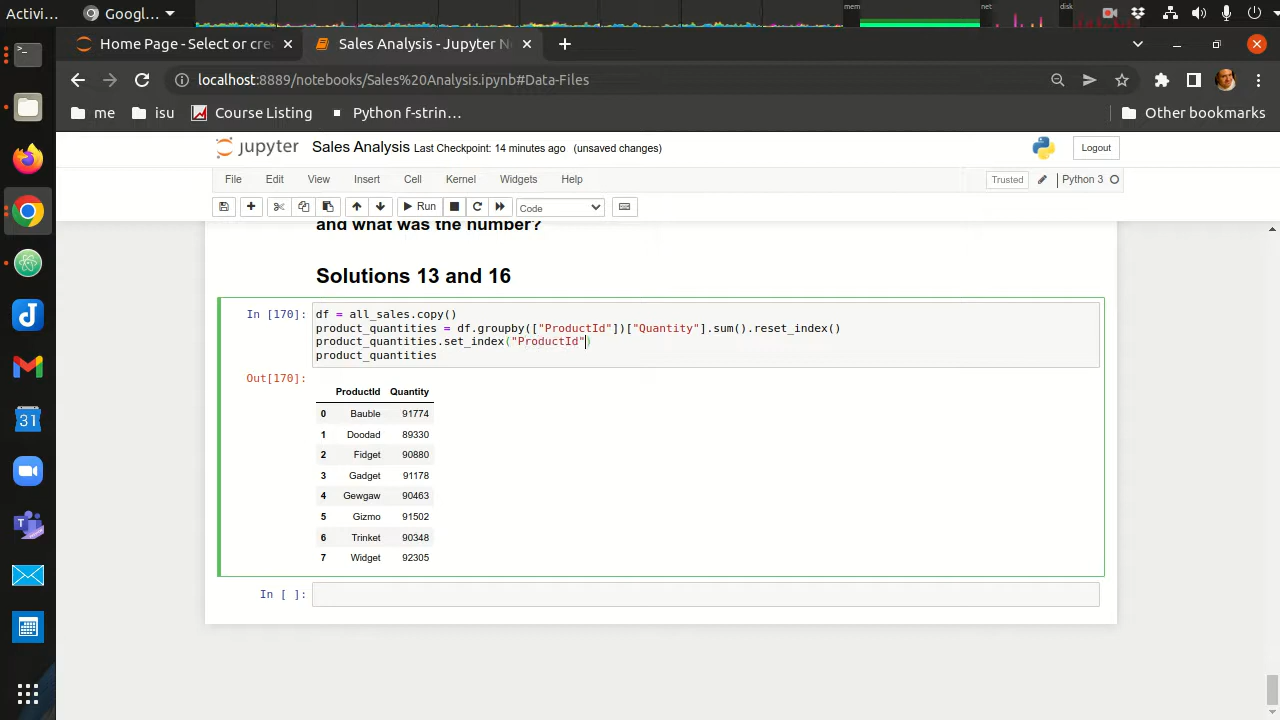 Activi... Googl... mem net disk
Home Page - Select or cre Sales Analysis - Jupyter N
localhost:8889/notebooks/Sales%20Analysis.ipynb#Data-Files
me isu Course Listing Python f-strin... Other bookmarks
jupyter Sales Analysis Last Checkpoint: 14 minutes ago (unsaved changes) Logout
File Edit View Insert Cell Kernel Widgets Help Trusted Python 3
Run Code
and what was the number?
Solutions 13 and 16
In [170]: df = all_sales.copy()
product_quantities = df.groupby(["ProductId"])["Quantity"].sum().reset_index()
product_quantities.set_index("ProductId")
product_quantities
Out[170]:
ProductId Quantity
0 Bauble 91774
1 Doodad 89330
2 Fidget 90880
3 Gadget 91178
4 Gewgaw 90463
5 Gizmo 91502
6 Trinket 90348
7 Widget 92305
In [ ]:
31